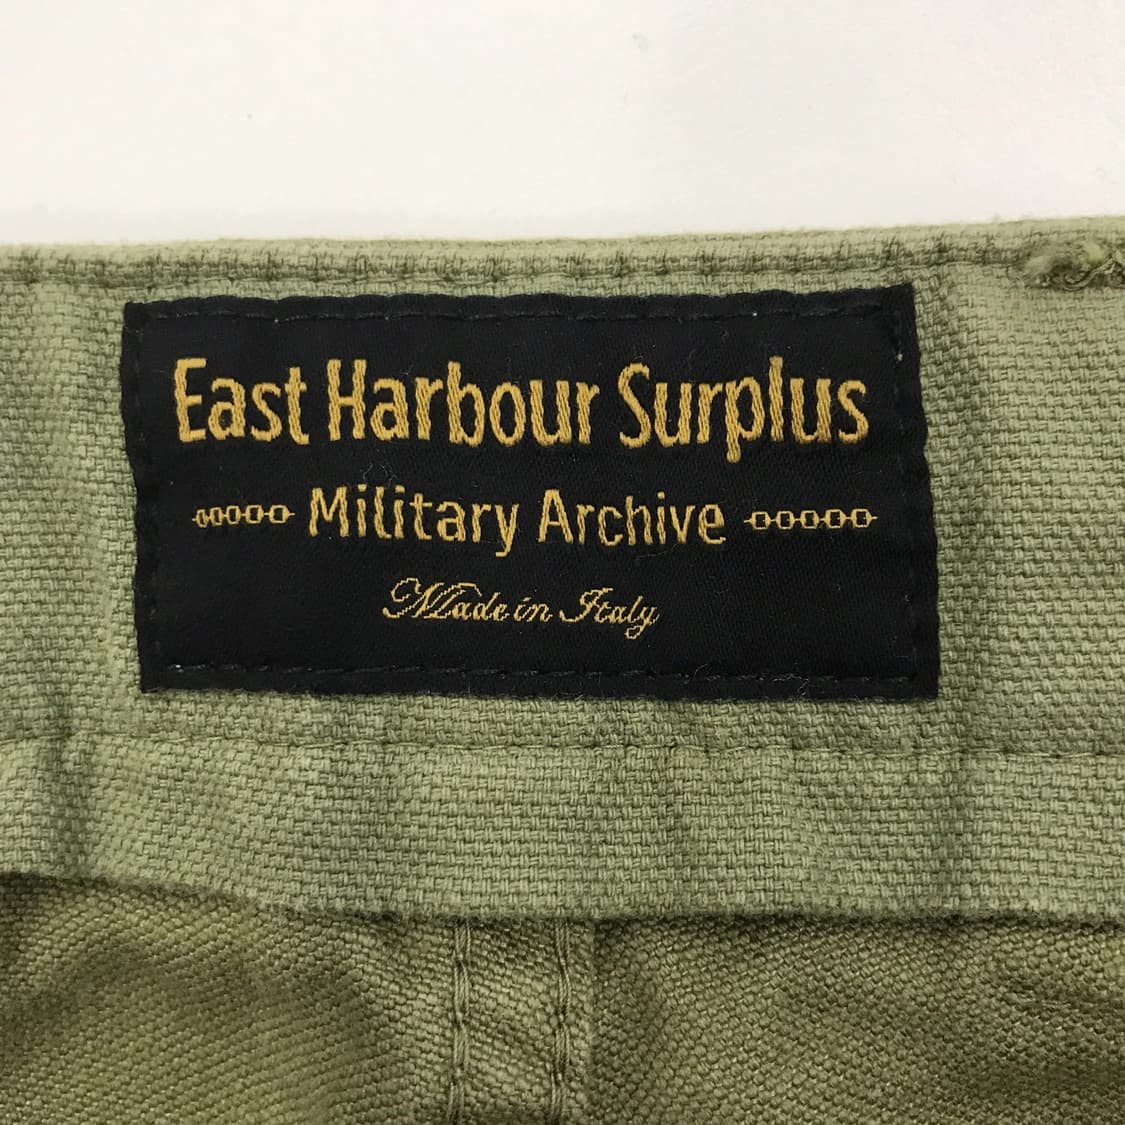 East Harbour Surplus
Military Archive
Made in Italy